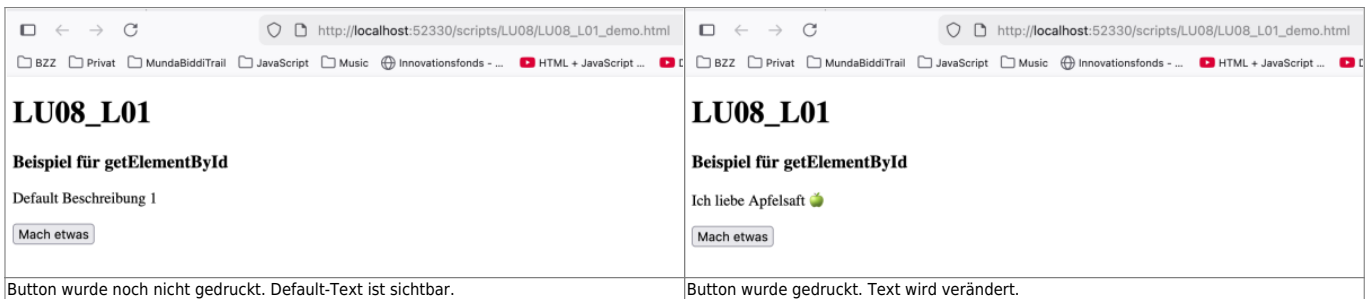 http://localhost:52330/scripts/LU08/LU08_L01_demo.html
BZZ Privat MundaBiddiTrail JavaScript Music Innovationsfonds - ... HTML + JavaScript ...
LU08_L01
Beispiel für getElementById
Default Beschreibung 1
Mach etwas
Button wurde noch nicht gedruckt. Default-Text ist sichtbar.
http://localhost:52330/scripts/LU08/LU08_L01_demo.html
BZZ Privat MundaBiddiTrail JavaScript Music Innovationsfonds - ... HTML + JavaScript ...
LU08_L01
Beispiel für getElementById
Ich liebe Apfelsaft 🍏
Mach etwas
Button wurde gedruckt. Text wird verändert.